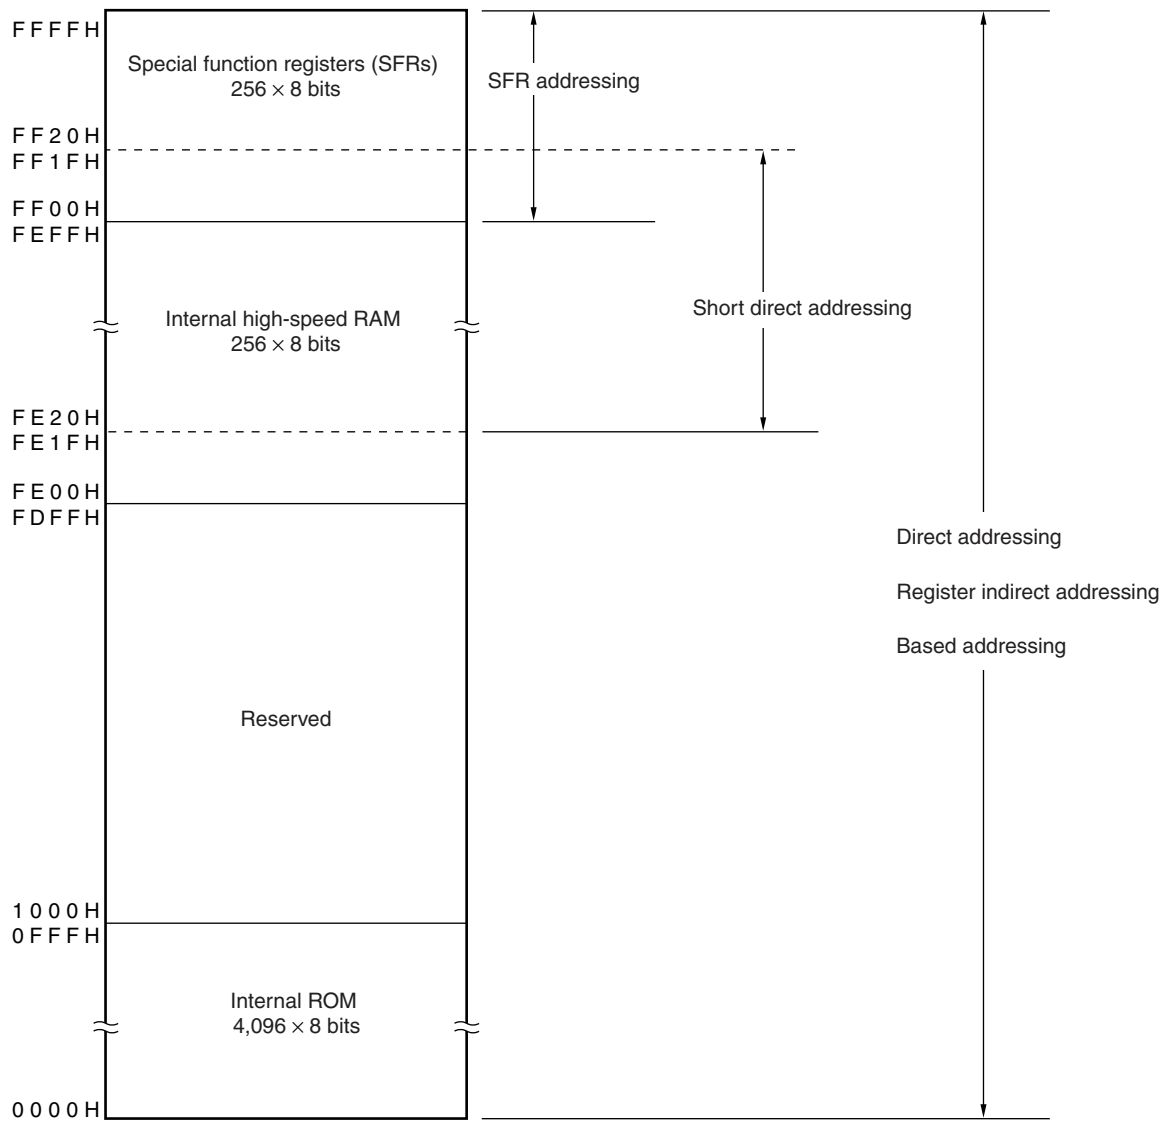 FFFFH
Special function registers (SFRs)
256 × 8 bits
SFR addressing
FF20H
FF1FH
FF00H
FEFFH
Internal high-speed RAM
256 × 8 bits
Short direct addressing
FE20H
FE1FH
FE00H
FDFFH
Direct addressing
Register indirect addressing
Based addressing
Reserved
1000H
0FFFH
Internal ROM
4,096 × 8 bits
0000H